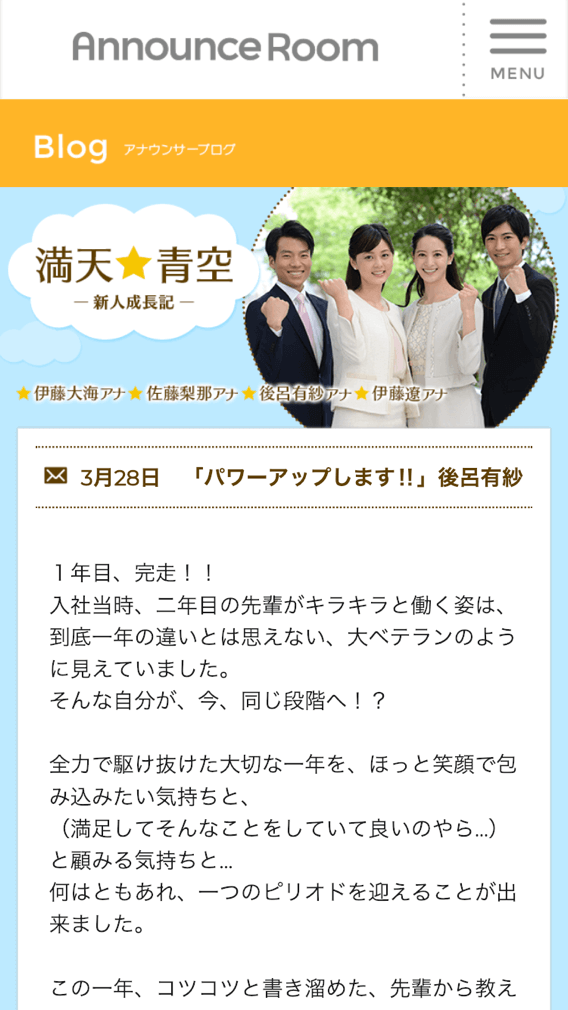 Announce Room
MENU
Blog アナウンサーブログ
満天★青空
― 新人成長記 ―
★伊藤大海アナ★佐藤梨那アナ★後呂有紗アナ★伊藤遼アナ
3月28日 「パワーアップします!!」後呂有紗
１年目、完走！！
入社当時、二年目の先輩がキラキラと働く姿は、
到底一年の違いとは思えない、大ベテランのよう
に見えていました。
そんな自分が、今、同じ段階へ！？
全力で駆け抜けた大切な一年を、ほっと笑顔で包
み込みたい気持ちと、
（満足してそんなことをしていて良いのやら...）
と顧みる気持ちと...
何はともあれ、一つのピリオドを迎えることが出
来ました。
この一年、コツコツと書き溜めた、先輩から教え